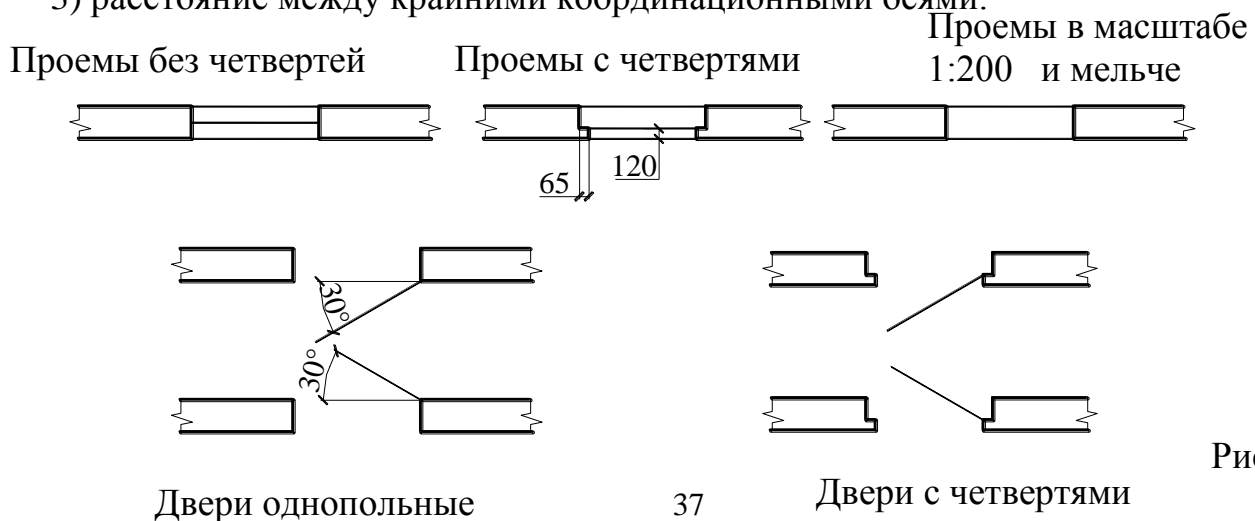 3) расстояние между крайними координационными осями.
Проемы без четвертей
Проемы с четвертями
Проемы в масштабе
1:200 и мельче
65
120
30°
30°
Рис
Двери однопольные
37
Двери с четвертями